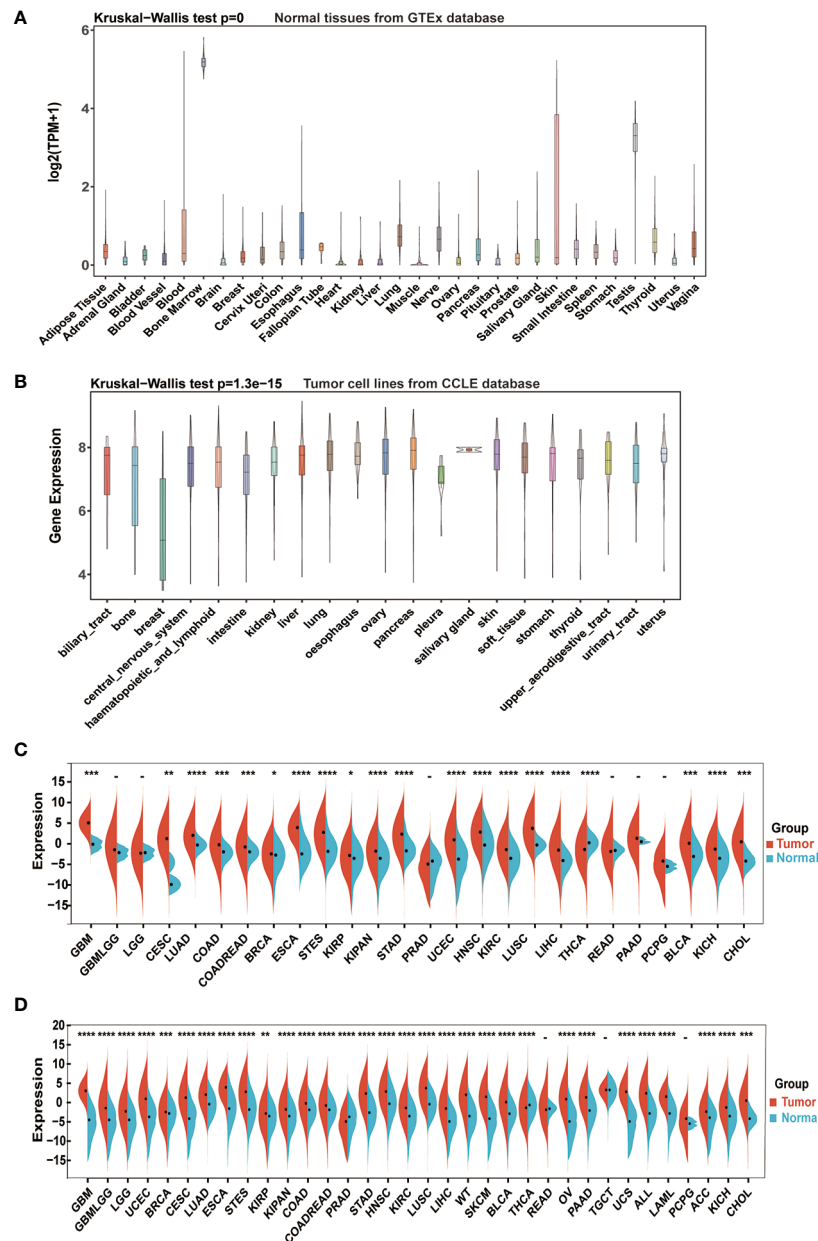 A
Kruskal−Wallis test p=0 Normal tissues from GTEx database
log2(TPM+1)
6
4
2
0
Adipose Tissue
Adrenal Gland
Bladder
Blood Vessel
Blood
Bone Marrow
Brain
Breast
Cervix Uteri
Colon
Esophagus
Fallopian Tube
Heart
Kidney
Liver
Lung
Muscle
Nerve
Ovary
Pancreas
Pituitary
Prostate
Salivary Gland
Skin
Small Intestine
Spleen
Stomach
Testis
Thyroid
Uterus
Vagina
B
Kruskal−Wallis test p=1.3e−15 Tumor cell lines from CCLE database
Gene Expression
8
7
4
biliary_tract
bone
breast
central_nervous_system
haematopoietic_and_lymphoid
intestine
kidney
liver
lung
oesophagus
ovary
pancreas
pleura
salivary gland
skin
soft_tissue
stomach
thyroid
upper_aerodigestive_tract
urinary_tract
uterus
C
*** - - ** **** *** *** * **** **** * **** **** - **** **** **** **** **** **** - - - *** **** ***
Expression
15
10
5
0
−5
−10
−15
Group
Tumor
Normal
GBM
GBMLGG
LGG
CESC
LUAD
COAD
COADREAD
BRCA
ESCA
STES
KIRP
KIPAN
STAD
PRAD
UCEC
HNSC
KIRC
LUSC
LIHC
THCA
READ
PAAD
PCPG
BLCA
KICH
CHOL
D
**** **** **** **** *** **** **** **** **** ** **** **** **** **** **** **** **** **** **** **** **** **** **** - **** **** - **** **** **** - **** **** ***
Expression
20
15
10
5
0
−5
−10
−15
Group
Tumor
Norma
GBM
GBMLGG
LGG
UCEC
BRCA
CESC
LUAD
ESCA
STES
KIRP
KIPAN
COAD
COADREAD
PRAD
STAD
HNSC
KIRC
LUSC
LIHC
WT
SKCM
BLCA
THCA
READ
OV
PAAD
TGCT
UCS
ALL
LAML
PCPG
ACC
KICH
CHOL